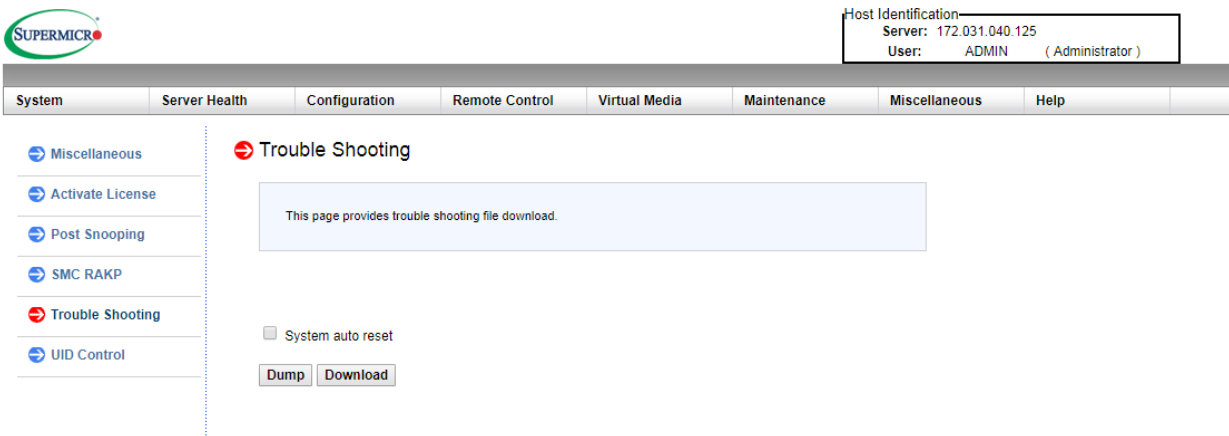 SUPERMICR
Host Identification
Server: 172.031.040.125
User: ADMIN ( Administrator )
System Server Health Configuration Remote Control Virtual Media Maintenance Miscellaneous Help
Miscellaneous
Activate License
Post Snooping
SMC RAKP
Trouble Shooting
UID Control
Trouble Shooting
This page provides trouble shooting file download.
System auto reset
Dump Download